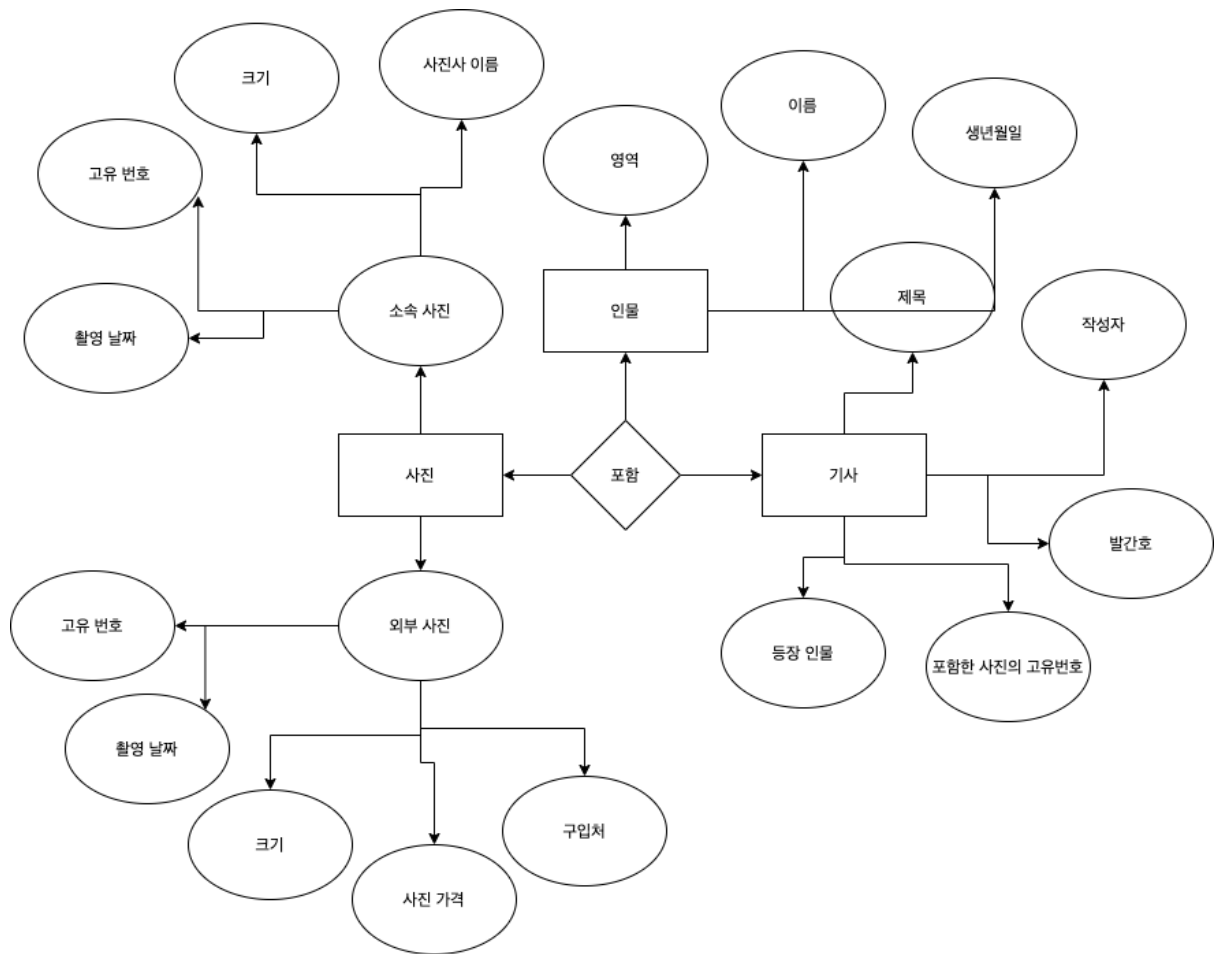 사진사 이름
크기
이름
생년월일
영역
고유 번호
제목
소속 사진
인물
작성자
촬영 날짜
사진
포함
기사
발간호
고유 번호
외부 사진
등장 인물
포함한 사진의 고유번호
촬영 날짜
구입처
크기
사진 가격